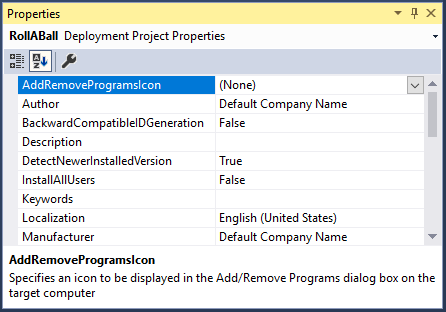 Properties
RollABall Deployment Project Properties
AddRemoveProgramsIcon (None)
Author Default Company Name
BackwardCompatibleIDGeneration False
Description
DetectNewerInstalledVersion True
InstallAllUsers False
Keywords
Localization English (United States)
Manufacturer Default Company Name
AddRemoveProgramsIcon
Specifies an icon to be displayed in the Add/Remove Programs dialog box on the
target computer